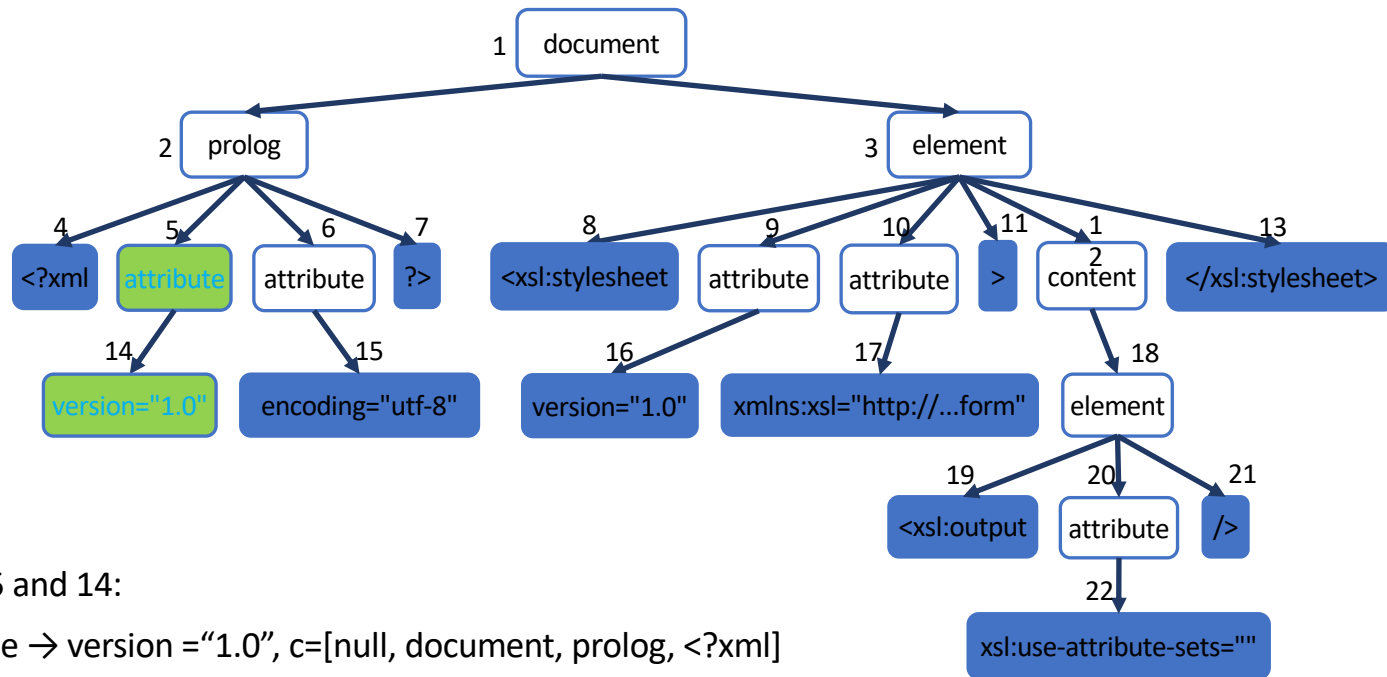 1 document
2 prolog 3 element
4 5 6 7 8 9 10 11 1 13
2
<?xml attribute attribute ?> <xsl:stylesheet attribute attribute > content </xsl:stylesheet>
14 15 16 17 18
version="1.0" encoding="utf-8" version="1.0" xmlns:xsl="http://...form" element
19 20 21
<xsl:output attribute />
and 14:
22
e → version =“1.0”, c=[null, document, prolog, <?xml]
xsl:use-attribute-sets=""